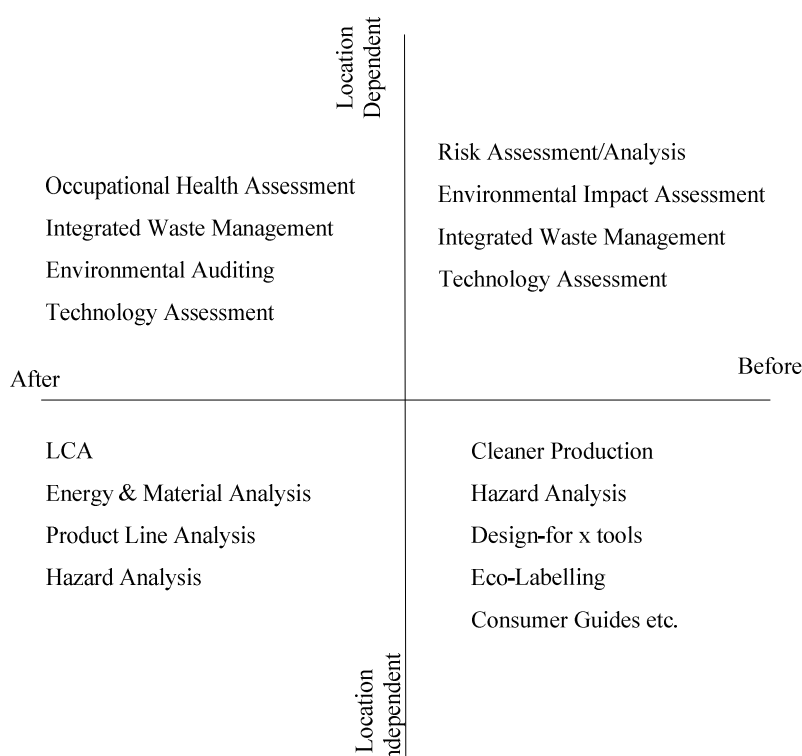 Location
Dependent
Occupational Health Assessment
Integrated Waste Management
Environmental Auditing
Technology Assessment
Risk Assessment/Analysis
Environmental Impact Assessment
Integrated Waste Management
Technology Assessment
After
Before
LCA
Energy & Material Analysis
Product Line Analysis
Hazard Analysis
Cleaner Production
Hazard Analysis
Design-for x tools
Eco-Labelling
Consumer Guides etc.
Location